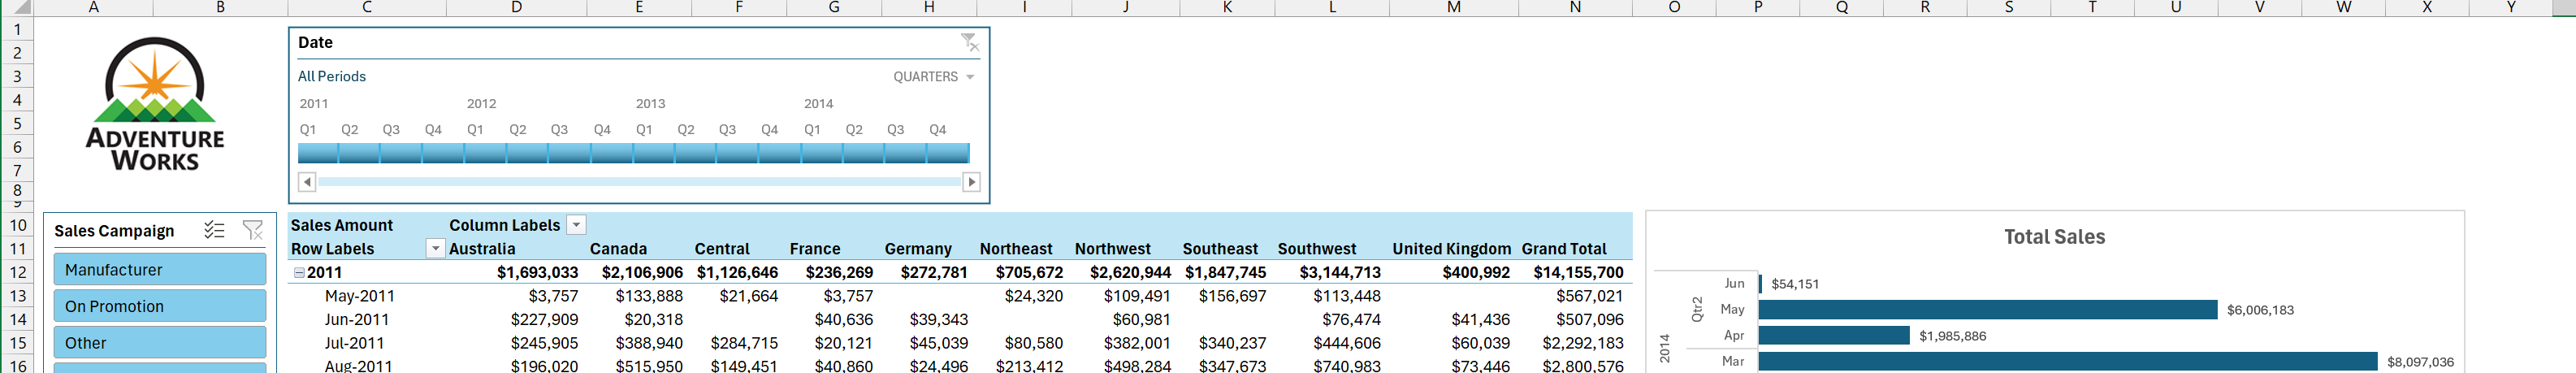 A B C D E F G H I J K L M N O P Q R S T U V W X Y
1
2
3
4
5
6
7
8
9
10
11
12
13
14
15
16
ADVENTURE
WORKS
Date
All Periods QUARTERS
2011 2012 2013 2014
Q1 Q2 Q3 Q4 Q1 Q2 Q3 Q4 Q1 Q2 Q3 Q4 Q1 Q2 Q3 Q4
Sales Campaign
Manufacturer
On Promotion
Other
Sales Amount Column Labels
Row Labels Australia Canada Central France Germany Northeast Northwest Southeast Southwest United Kingdom Grand Total
2011 $1,693,033 $2,106,906 $1,126,646 $236,269 $272,781 $705,672 $2,620,944 $1,847,745 $3,144,713 $400,992 $14,155,700
May-2011 $3,757 $133,888 $21,664 $3,757 $24,320 $109,491 $156,697 $113,448 $567,021
Jun-2011 $227,909 $20,318 $40,636 $39,343 $60,981 $76,474 $41,436 $507,096
Jul-2011 $245,905 $388,940 $284,715 $20,121 $45,039 $80,580 $382,001 $340,237 $444,606 $60,039 $2,292,183
Aug-2011 $196,020 $515,950 $149,451 $40,860 $24,496 $213,412 $498,284 $347,673 $740,983 $73,446 $2,800,576
Total Sales
2014
Qtr2
Jun $54,151
May $6,006,183
Apr $1,985,886
Mar $8,097,036